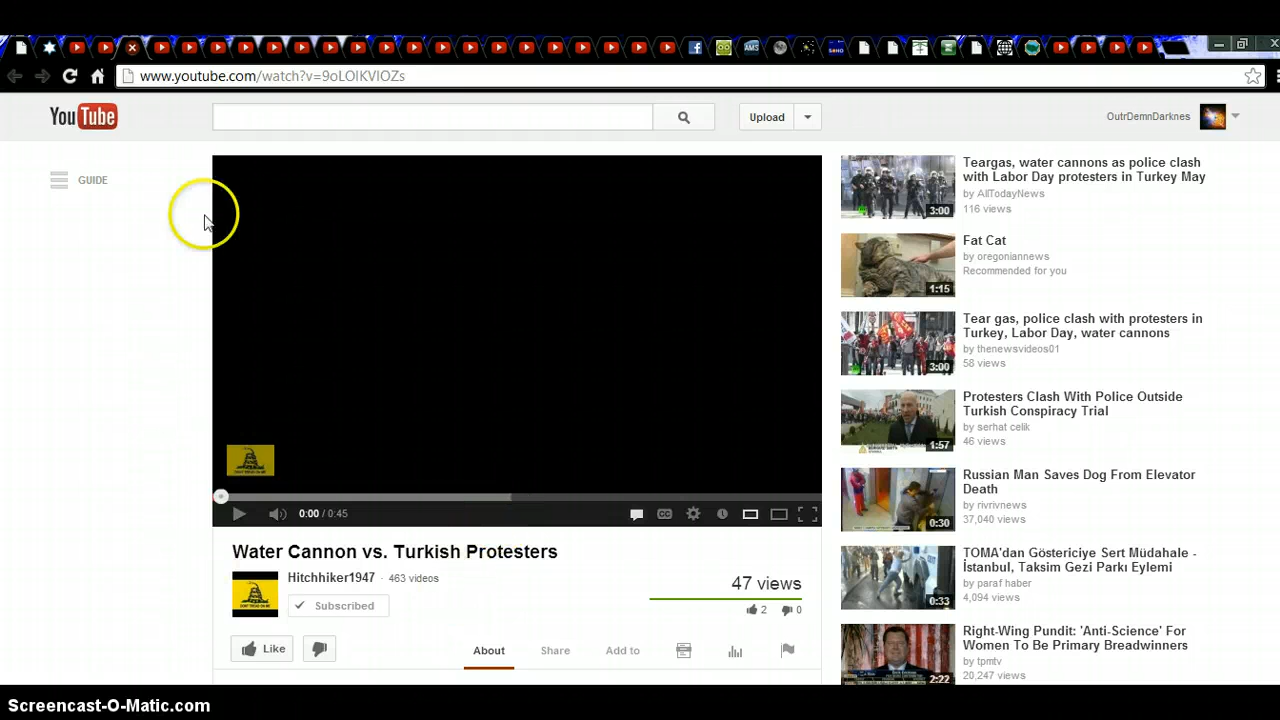 AMS
SOHO
www.youtube.com/watch?v=9oLOlKVIOZs
YouTube
Upload
OutrDemnDarknes
GUIDE
0:00 / 0:45
CC
Water Cannon vs. Turkish Protesters
Hitchhiker1947 · 463 videos
Subscribed
47 views
2
0
Like
About
Share
Add to
3:00
Teargas, water cannons as police clash
with Labor Day protesters in Turkey May
by AllTodayNews
116 views
1:15
Fat Cat
by oregoniannews
Recommended for you
3:00
Tear gas, police clash with protesters in
Turkey, Labor Day, water cannons
by thenewsvideos01
58 views
1:57
Protesters Clash With Police Outside
Turkish Conspiracy Trial
by serhat celik
46 views
0:30
Russian Man Saves Dog From Elevator
Death
by rivrivnews
37,040 views
0:33
TOMA'dan Göstericiye Sert Müdahale -
İstanbul, Taksim Gezi Parkı Eylemi
by paraf haber
4,094 views
2:22
Right-Wing Pundit: 'Anti-Science' For
Women To Be Primary Breadwinners
by tpmtv
20,247 views
Screencast-O-Matic.com